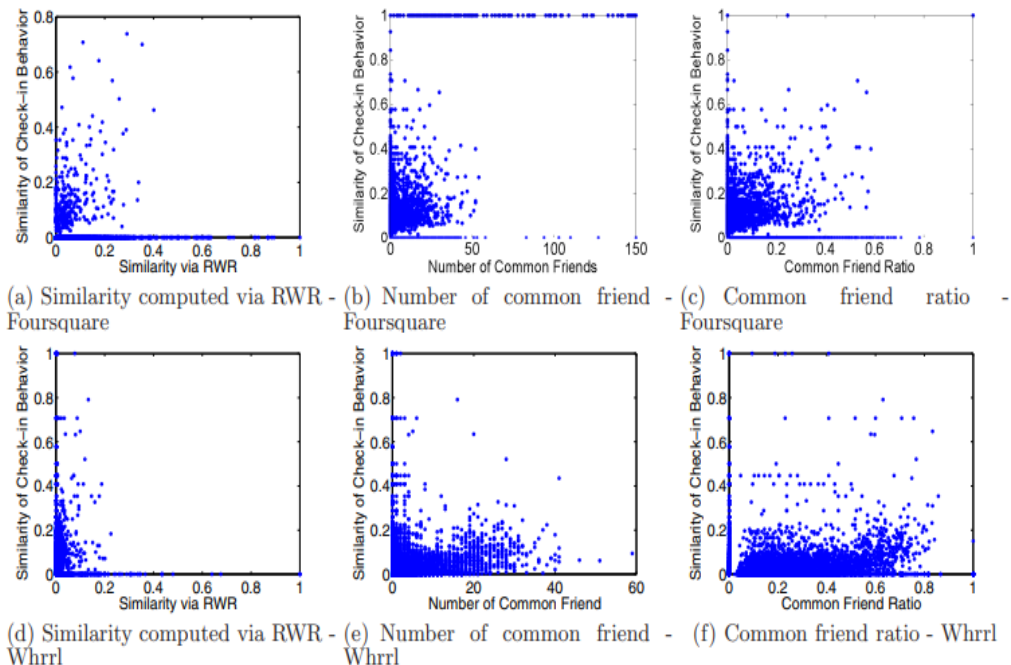 0.8
0.6
0.4
0.2
0
0 0.2 0.4 0.6 0.8 1
Similarity of Check-in Behavior
Similarity via RWR
1
0.8
0.6
0.4
0.2
0
0 50 100 150
Similarity of Check-in Behavior
Number of Common Friends
1
0.8
0.6
0.4
0.2
0
0 0.2 0.4 0.6 0.8 1
Similarity of Check-in Behavior
Common Friend Ratio
(a) Similarity computed via RWR -
Foursquare
(b) Number of common friend -
Foursquare
(c) Common friend ratio -
Foursquare
1
0.8
0.6
0.4
0.2
0
0 0.2 0.4 0.6 0.8 1
Similarity of Check-in Behavior
Similarity via RWR
1
0.8
0.6
0.4
0.2
0
0 20 40 60
Similarity of Check-in Behavior
Number of Common Friend
1
0.8
0.6
0.4
0.2
0
0 0.2 0.4 0.6 0.8 1
Similarity of Check-in Behavior
Common Friend Ratio
(d) Similarity computed via RWR -
Whrrl
(e) Number of common friend -
Whrrl
(f) Common friend ratio - Whrrl